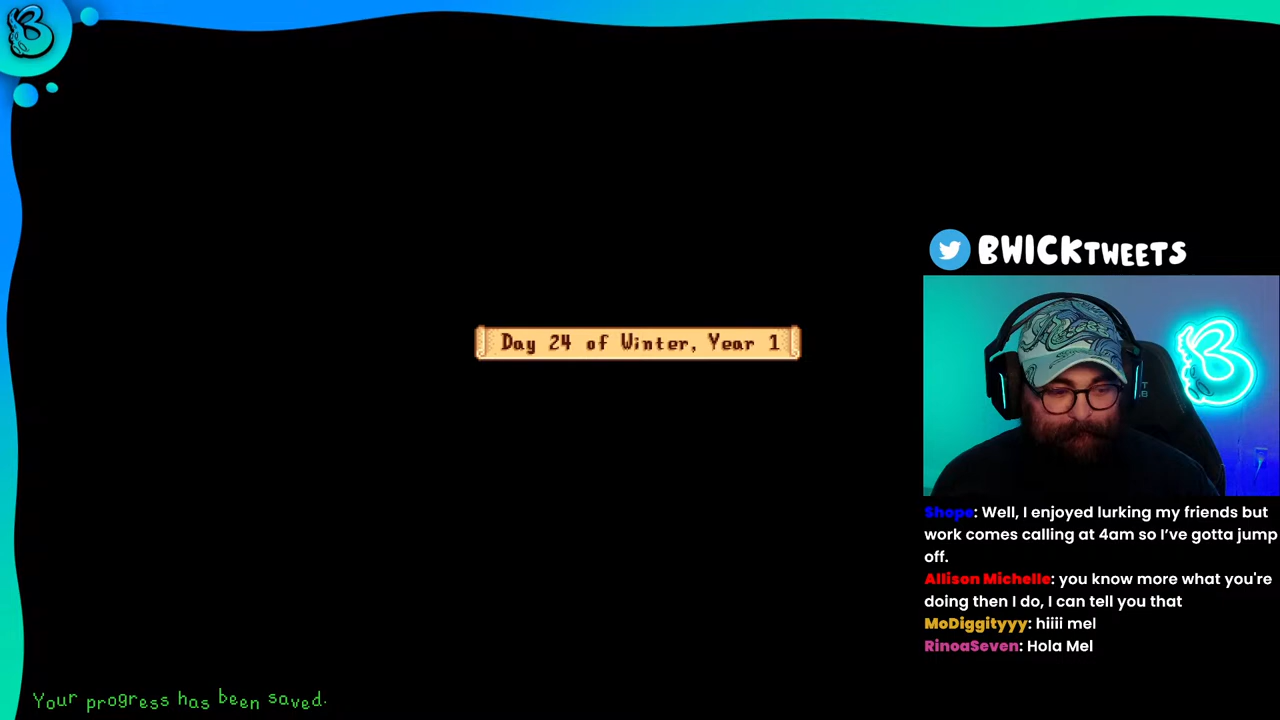 B
BWICKTWEETS
Day 24 of Winter, Year 1
B
Shope: Well, I enjoyed lurking my friends but
work comes calling at 4am so I've gotta jump
off.
Allison Michelle: you know more what you're
doing then I do, I can tell you that
MoDiggityyy: hiiii mel
RinoaSeven: Hola Mel
Your progress has been saved.